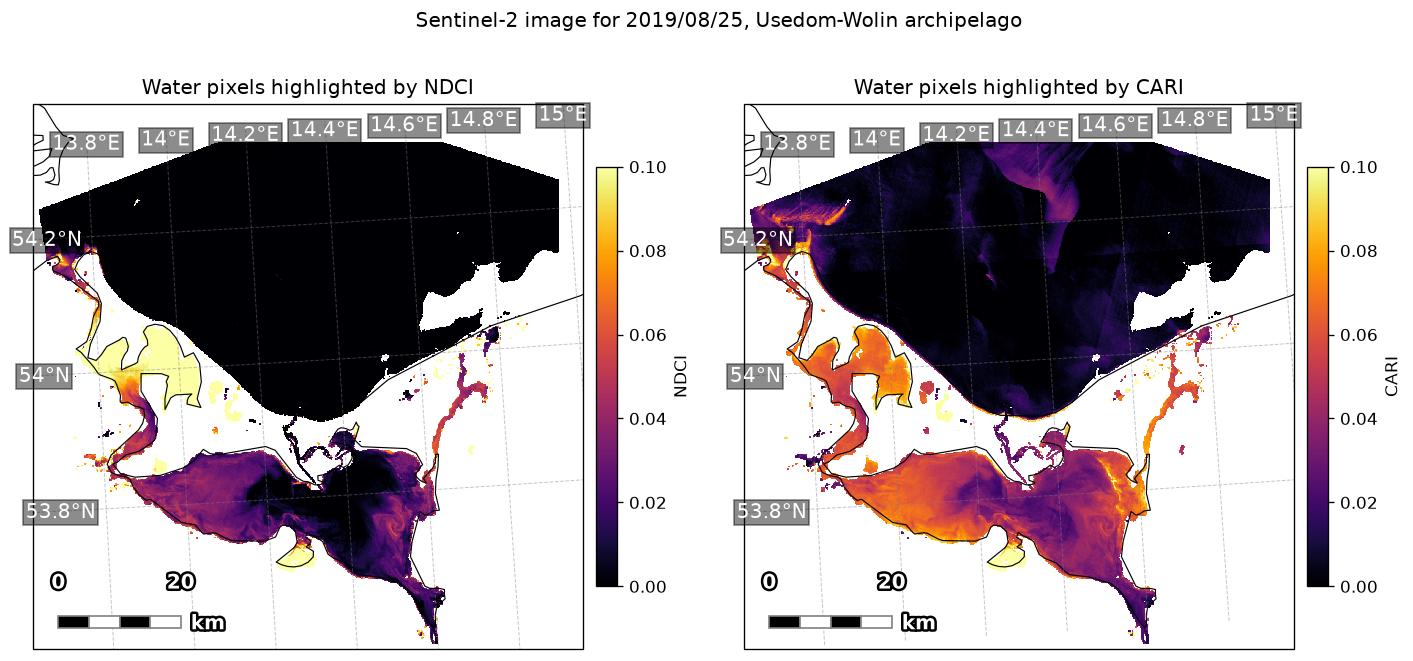 Sentinel-2 image for 2019/08/25, Usedom-Wolin archipelago
Water pixels highlighted by NDCI
13.8°E 14°E 14.2°E 14.4°E 14.6°E 14.8°E 15°E
54.2°N
54°N
53.8°N
0 20
km
0.10
0.08
0.06
0.04
0.02
0.00
NDCI
Water pixels highlighted by CARI
13.8°E 14°E 14.2°E 14.4°E 14.6°E 14.8°E 15°E
54.2°N
54°N
53.8°N
0 20
km
0.10
0.08
0.06
0.04
0.02
0.00
CARI